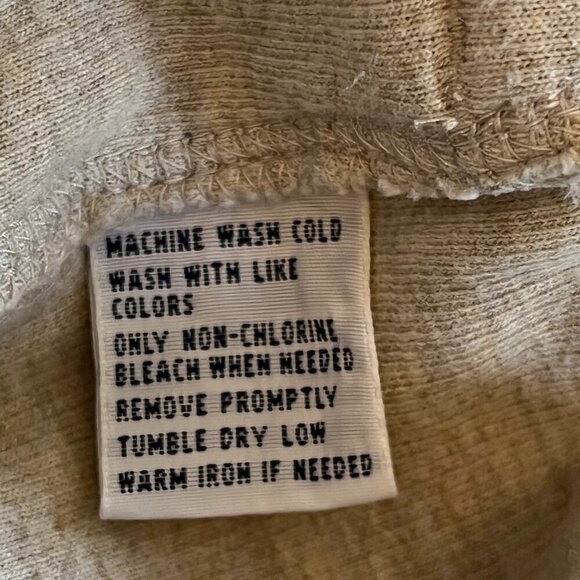 MACHINE WASH COLD
WASH WITH LIKE
COLORS
ONLY NON-CHLORINE
BLEACH WHEN NEEDED
REMOVE PROMPTLY
TUMBLE DRY LOW
WARM IRON IF NEEDED